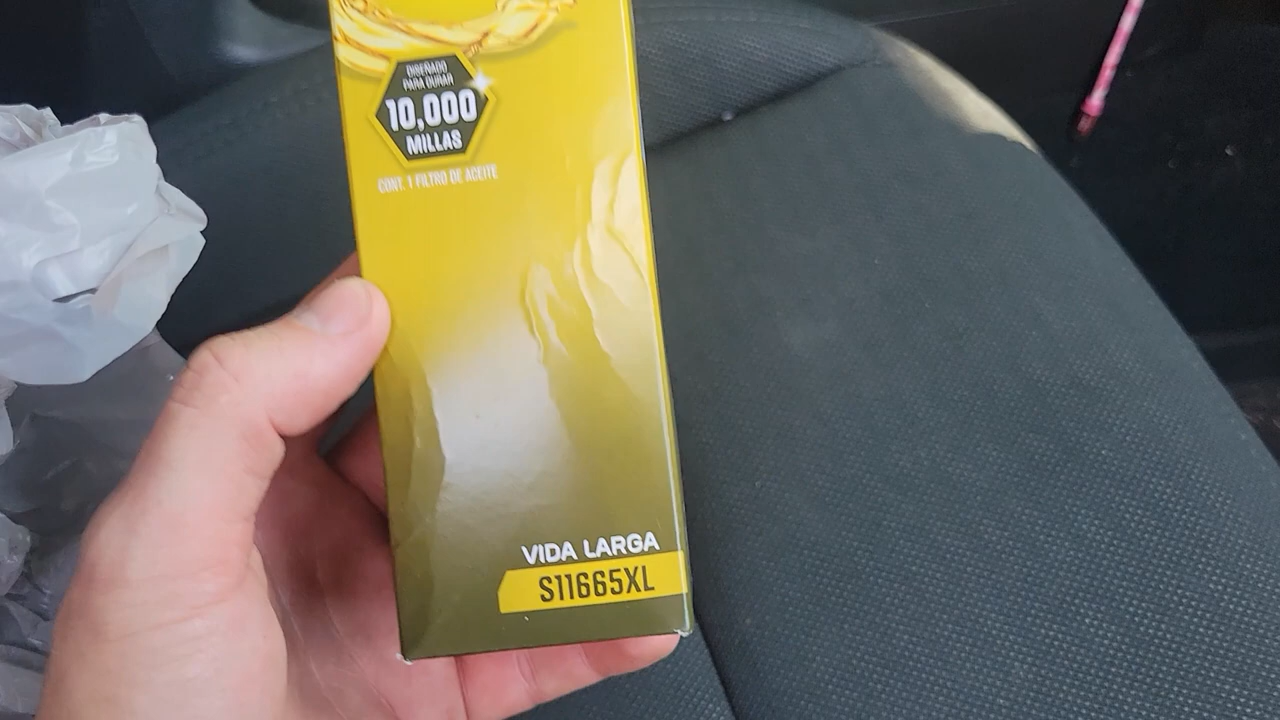 DISEÑADO
PARA DURAR
10,000
MILLAS
CONT. 1 FILTRO DE ACEITE
VIDA LARGA
S11665XL